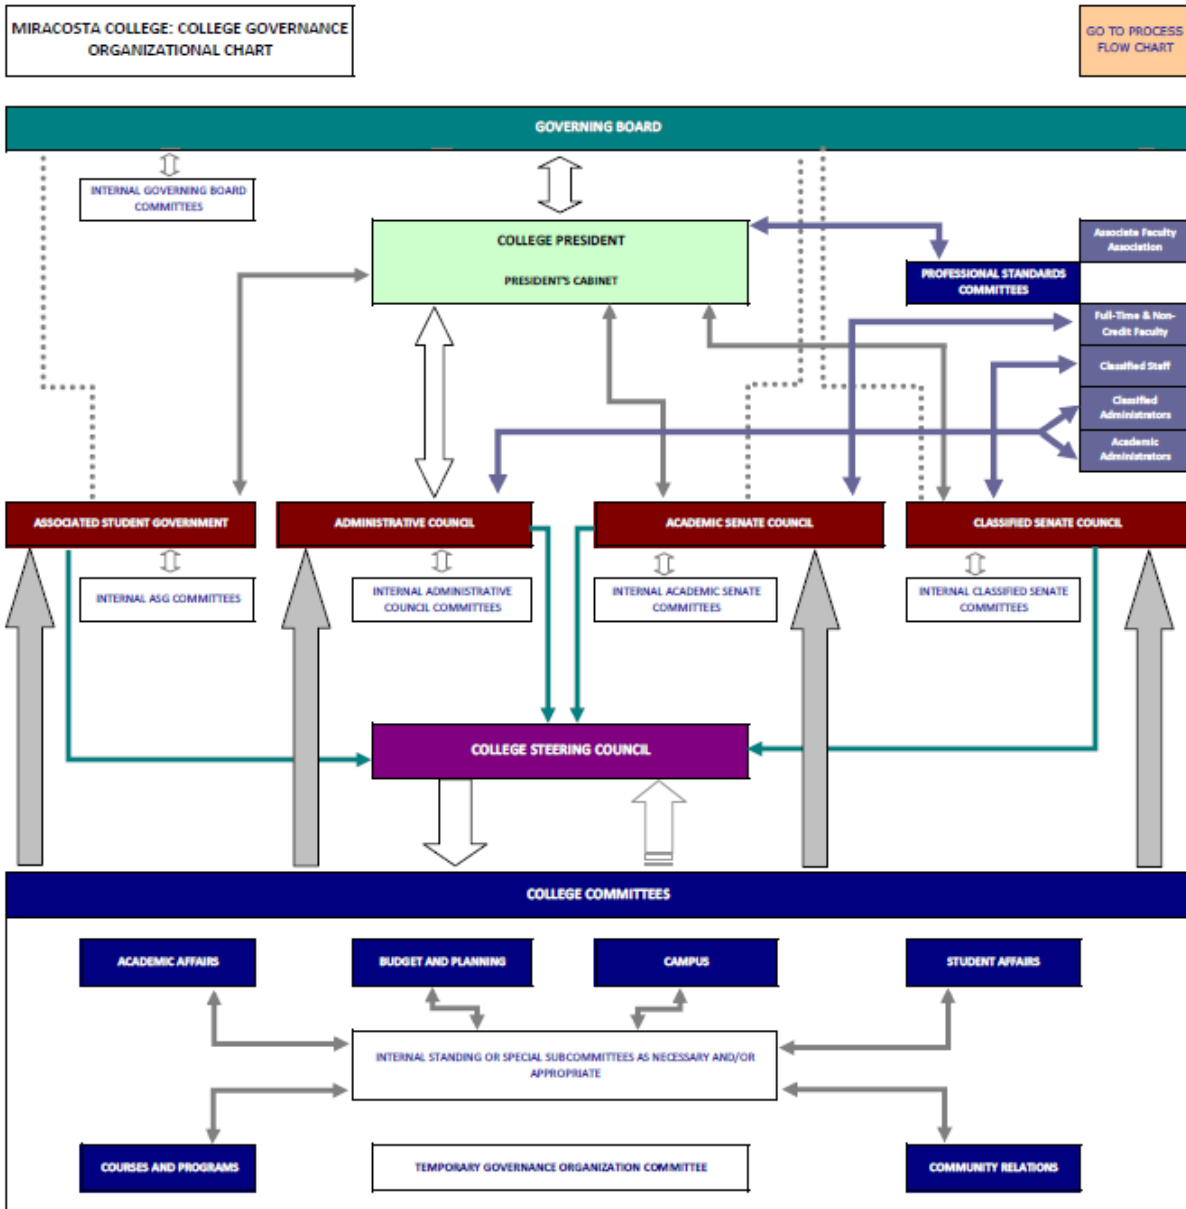 MIRACOSTA COLLEGE: COLLEGE GOVERNANCE
ORGANIZATIONAL CHART
GO TO PROCESS
FLOW CHART
GOVERNING BOARD
INTERNAL GOVERNING BOARD
COMMITTEES
COLLEGE PRESIDENT
PRESIDENT'S CABINET
Associate Faculty
Association
PROFESSIONAL STANDARDS
COMMITTEES
Full-Time & Non-
Credit Faculty
Classified Staff
Classified
Administrators
Academic
Administrators
ASSOCIATED STUDENT GOVERNMENT
ADMINISTRATIVE COUNCIL
ACADEMIC SENATE COUNCIL
CLASSIFIED SENATE COUNCIL
INTERNAL ASG COMMITTEES
INTERNAL ADMINISTRATIVE
COUNCIL COMMITTEES
INTERNAL ACADEMIC SENATE
COMMITTEES
INTERNAL CLASSIFIED SENATE
COMMITTEES
COLLEGE STEERING COUNCIL
COLLEGE COMMITTEES
ACADEMIC AFFAIRS
BUDGET AND PLANNING
CAMPUS
STUDENT AFFAIRS
INTERNAL STANDING OR SPECIAL SUBCOMMITTEES AS NECESSARY AND/OR
APPROPRIATE
COURSES AND PROGRAMS
TEMPORARY GOVERNANCE ORGANIZATION COMMITTEE
COMMUNITY RELATIONS